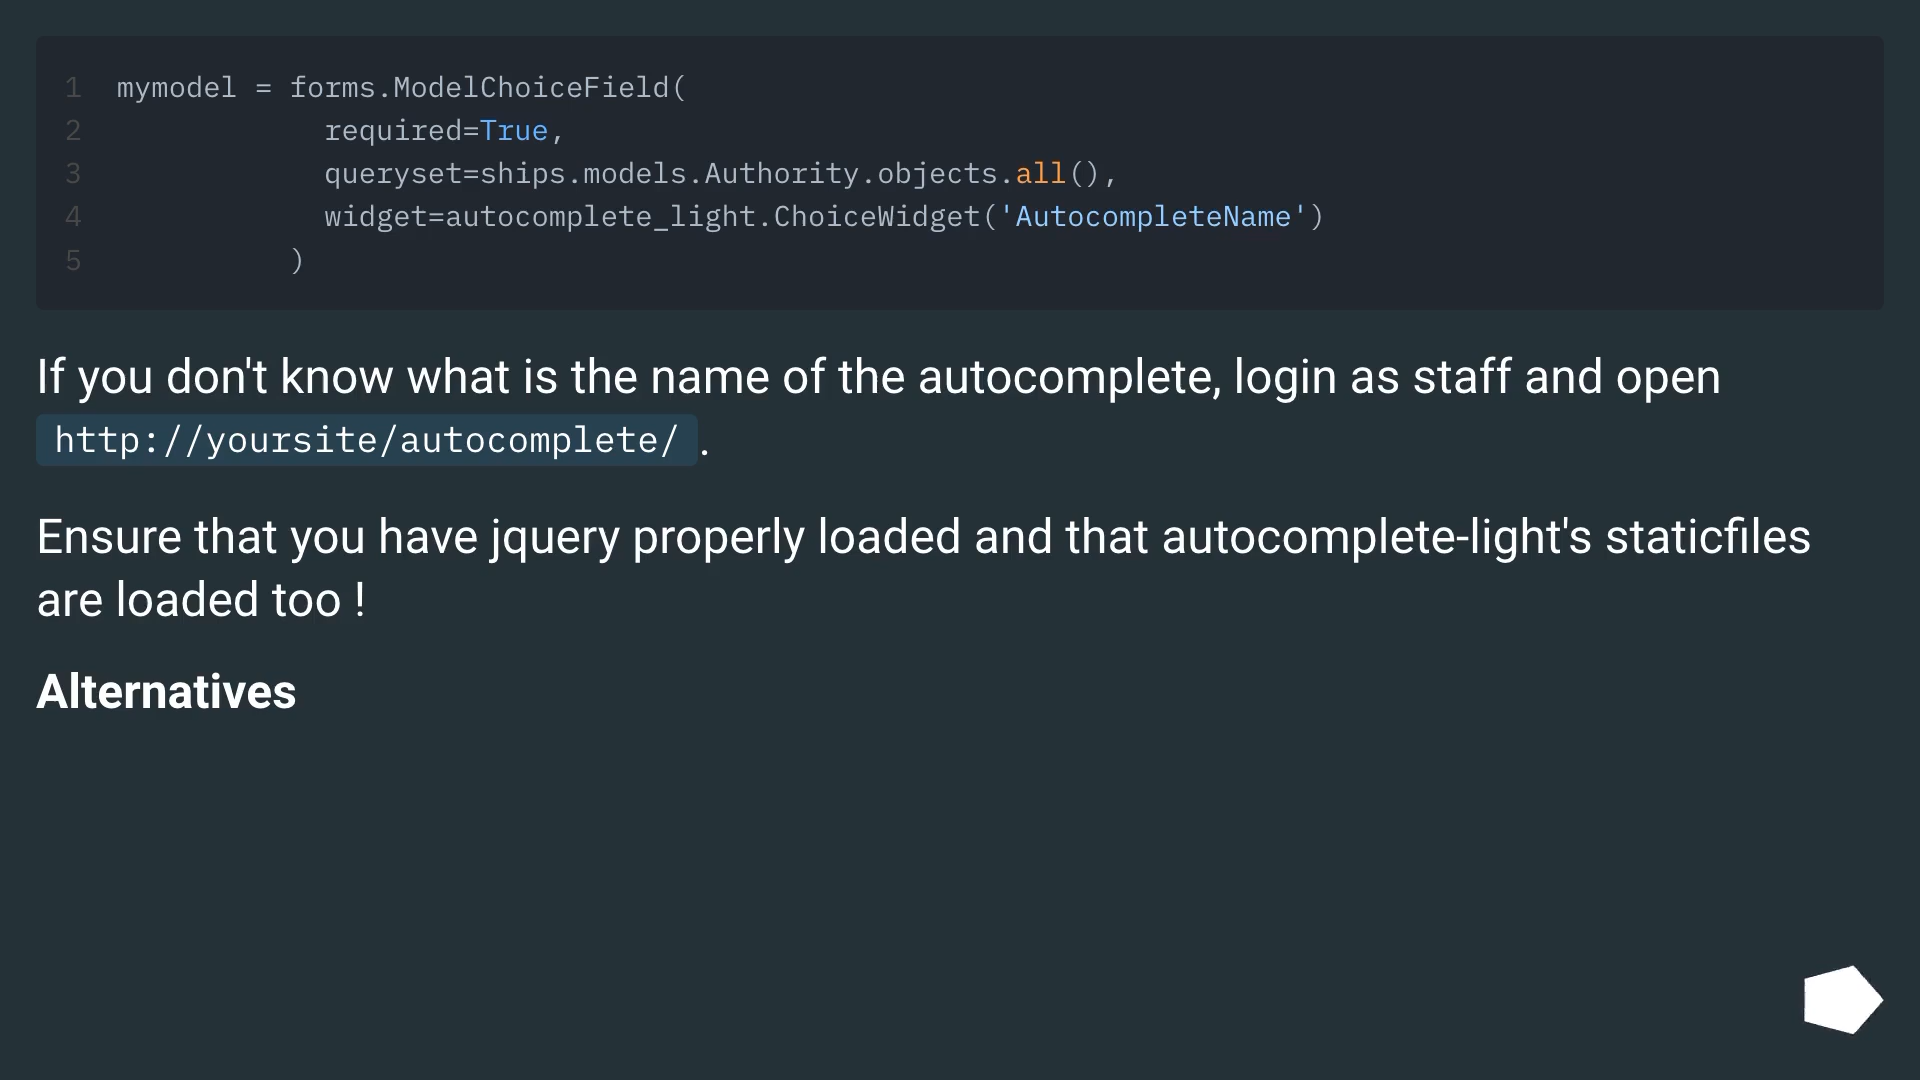 1 mymodel = forms.ModelChoiceField(
2             required=True,
3             queryset=ships.models.Authority.objects.all(),
4             widget=autocomplete_light.ChoiceWidget('AutocompleteName')
5           )
If you don't know what is the name of the autocomplete, login as staff and open
http://yoursite/autocomplete/ .
Ensure that you have jquery properly loaded and that autocomplete-light's staticfiles
are loaded too !
Alternatives